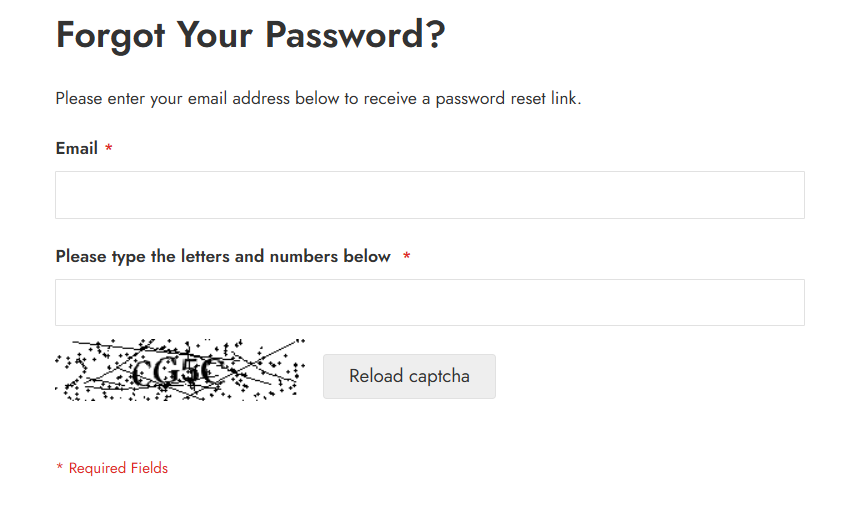 Forgot Your Password?
Please enter your email address below to receive a password reset link.
Email *
Please type the letters and numbers below *
Reload captcha
* Required Fields